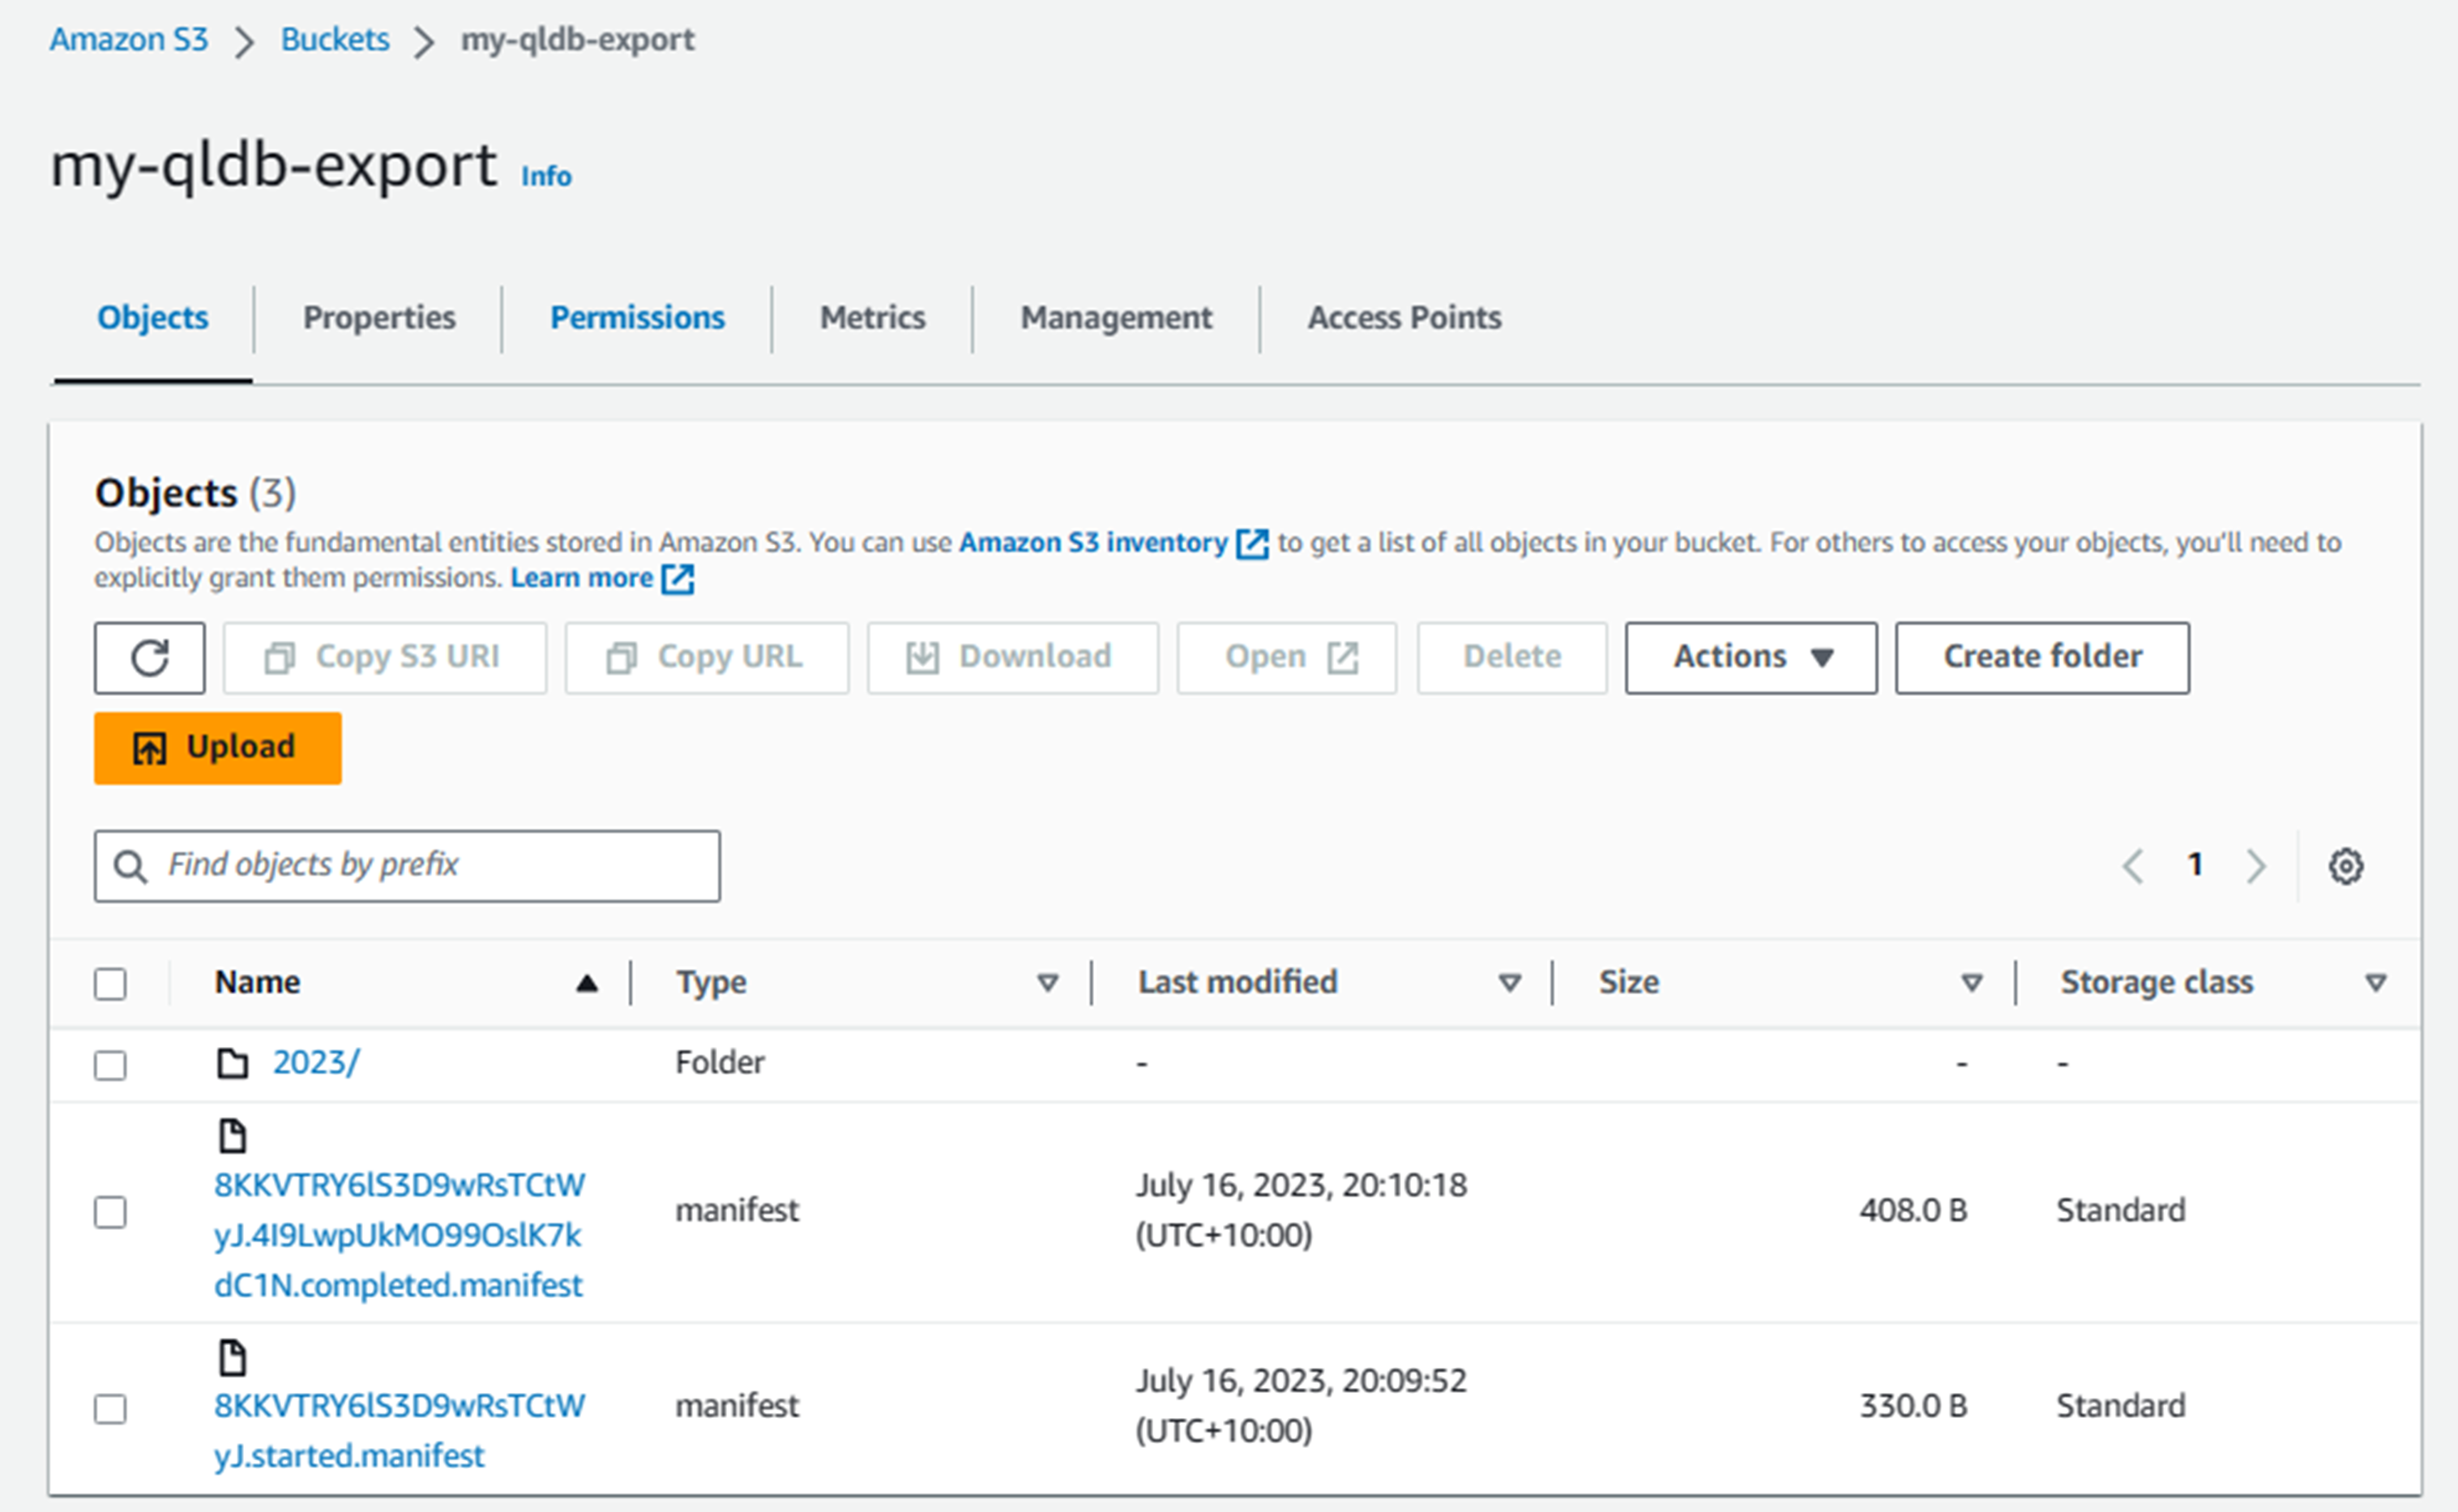 Amazon S3 > Buckets > my-qldb-export
my-qldb-export Info
Objects Properties Permissions Metrics Management Access Points
Objects (3)
Objects are the fundamental entities stored in Amazon S3. You can use Amazon S3 inventory to get a list of all objects in your bucket. For others to access your objects, you'll need to
explicitly grant them permissions. Learn more
Copy S3 URI Copy URL Download Open Delete Actions Create folder
Upload
Find objects by prefix 1
Name Type Last modified Size Storage class
2023/ Folder - - -
8KKVTRY6lS3D9wRsTCtW
yJ.4I9LwpUkMO99OslK7k
dC1N.completed.manifest
manifest
July 16, 2023, 20:10:18
(UTC+10:00)
408.0 B
Standard
8KKVTRY6lS3D9wRsTCtW
yJ.started.manifest
manifest
July 16, 2023, 20:09:52
(UTC+10:00)
330.0 B
Standard